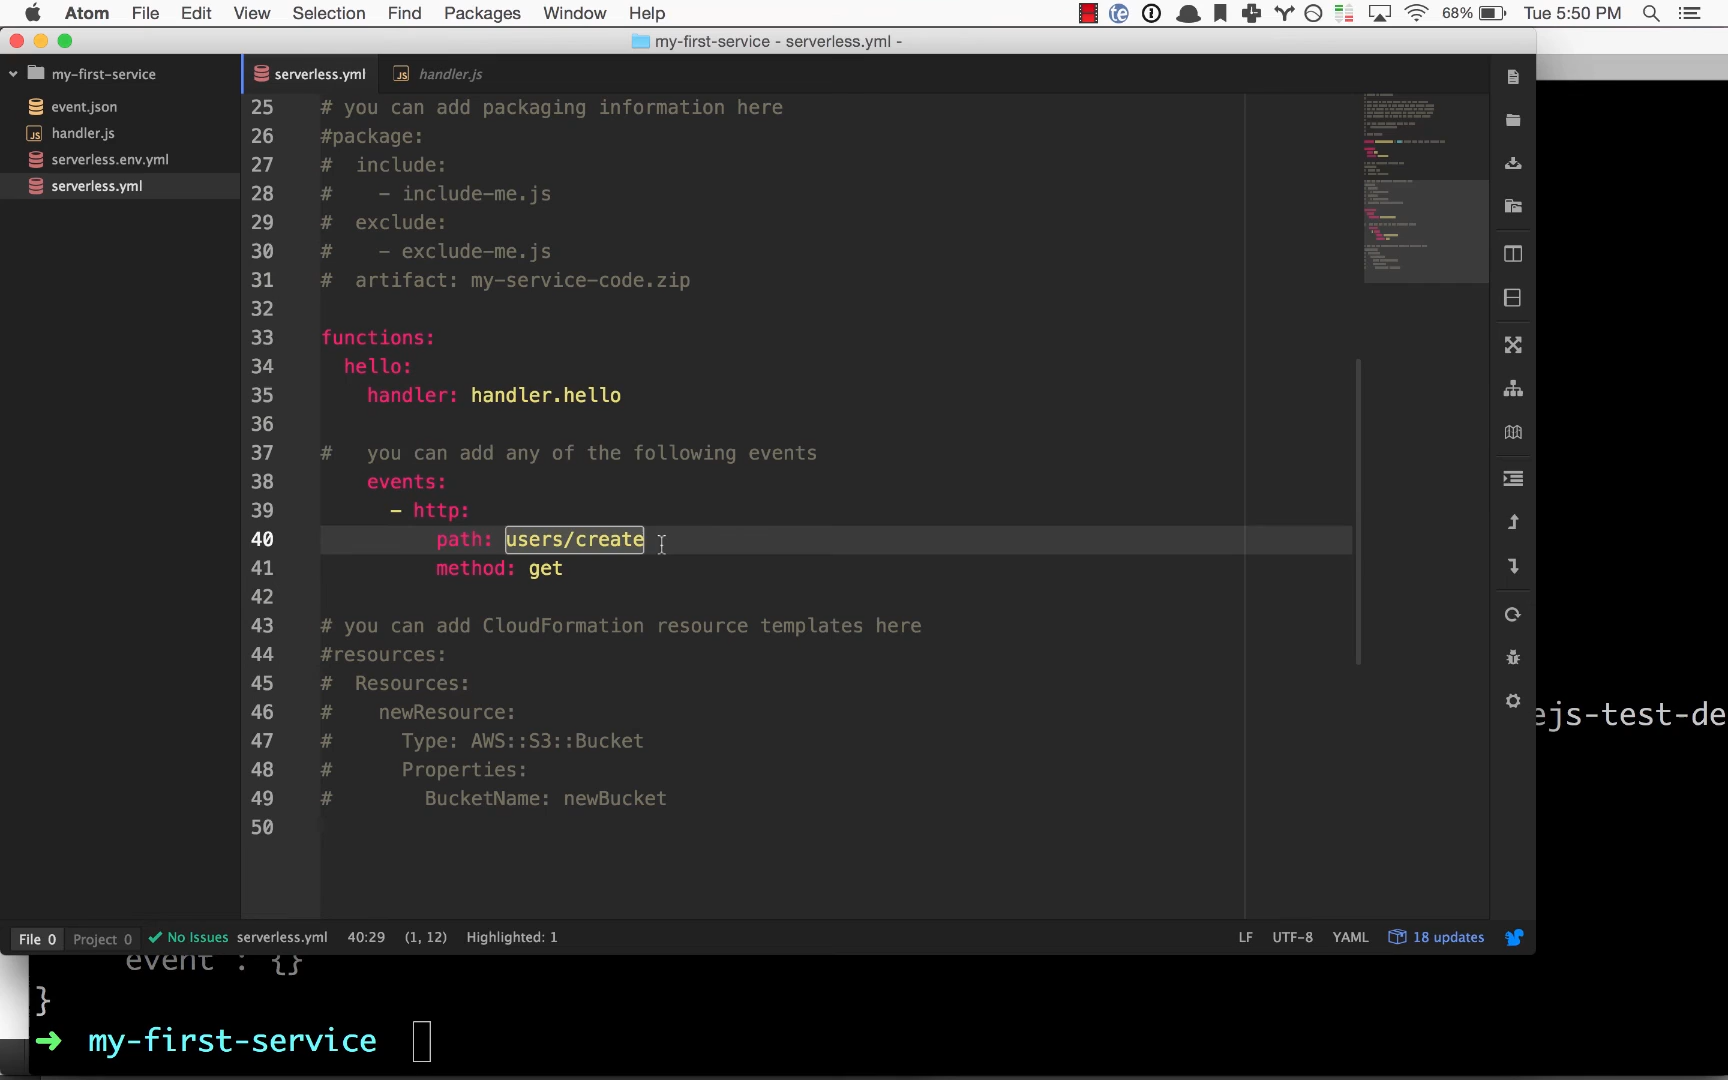 Atom File Edit View Selection Find Packages Window Help 68% Tue 5:50 PM
my-first-service - serverless.yml -
my-first-service
event.json
handler.js
serverless.env.yml
serverless.yml
serverless.yml handler.js
25 # you can add packaging information here
26 #package:
27 #  include:
28 #    - include-me.js
29 #  exclude:
30 #    - exclude-me.js
31 #  artifact: my-service-code.zip
32
33 functions:
34   hello:
35     handler: handler.hello
36
37 #   you can add any of the following events
38     events:
39       - http:
40           path: users/create
41           method: get
42
43 # you can add CloudFormation resource templates here
44 #resources:
45 #  Resources:
46 #    newResource:
47 #      Type: AWS::S3::Bucket
48 #      Properties:
49 #        BucketName: newBucket
50
ejs-test-de
File 0 Project 0 No Issues serverless.yml 40:29 (1, 12) Highlighted: 1 LF UTF-8 YAML 18 updates
event : {}
}
➜ my-first-service